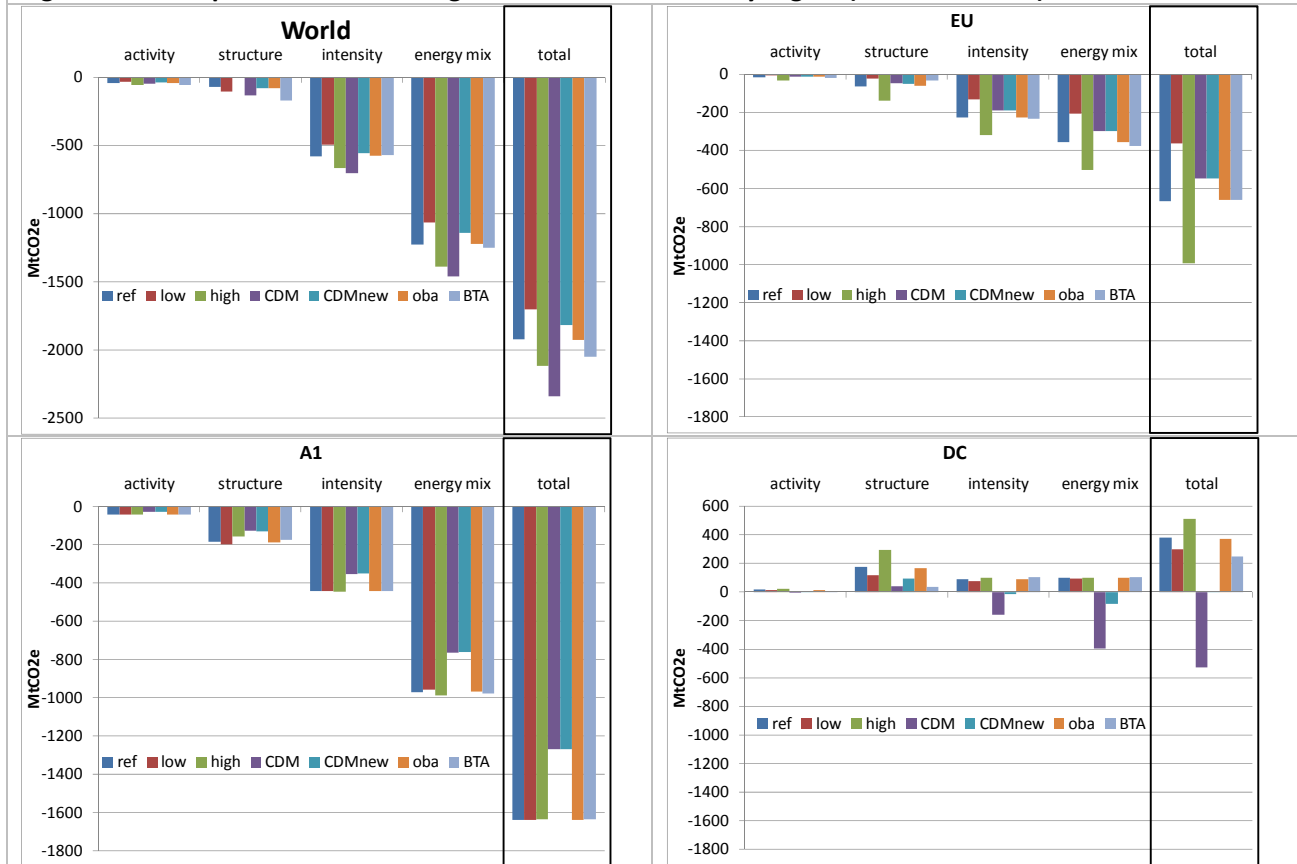 World
activity structure intensity energy mix total
0
-500
-1000
-1500
-2000
-2500
MtCO2e
ref low high CDM CDMnew oba BTA
EU
activity structure intensity energy mix total
0
-200
-400
-600
-800
-1000
-1200
-1400
-1600
-1800
MtCO2e
ref low high CDM CDMnew oba BTA
A1
activity structure intensity energy mix total
0
-200
-400
-600
-800
-1000
-1200
-1400
-1600
-1800
MtCO2e
ref low high CDM CDMnew oba BTA
DC
activity structure intensity energy mix total
600
400
200
0
-200
-400
-600
-800
-1000
-1200
-1400
-1600
-1800
MtCO2e
ref low high CDM CDMnew oba BTA